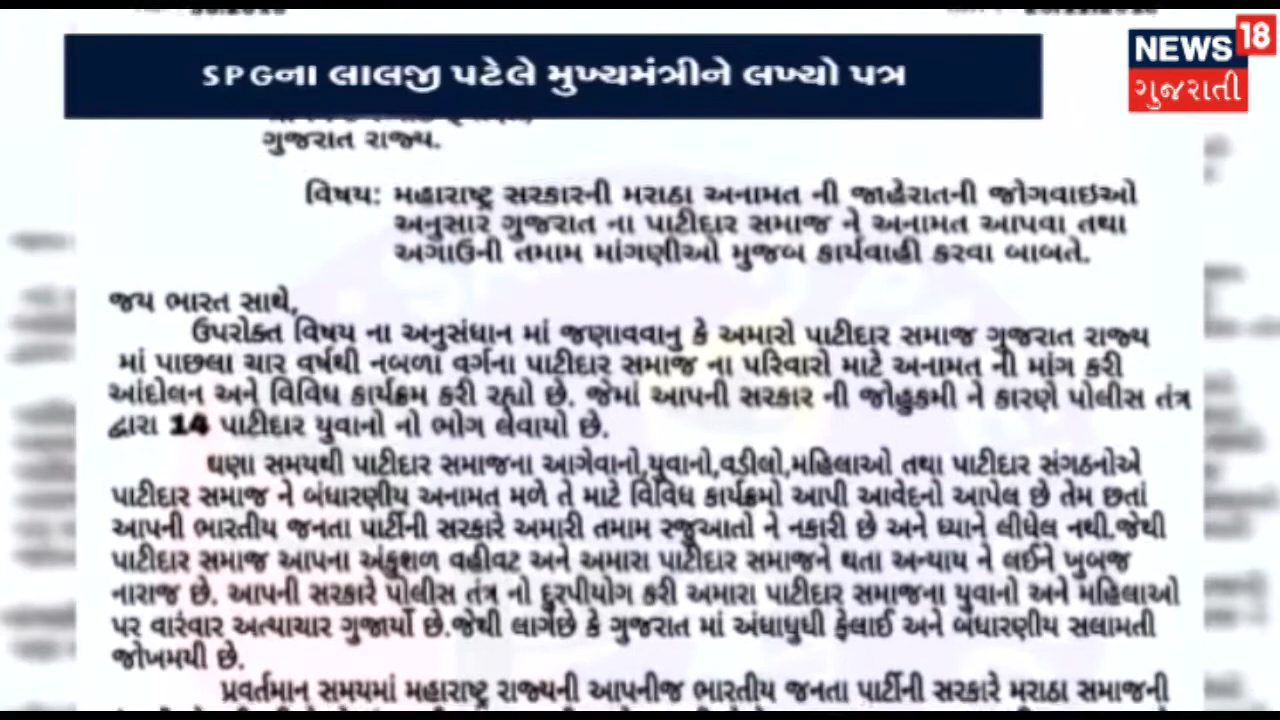 NEWS 18
ગુજરાતી
SPGના લાલજી પટેલે મુખ્યમંત્રીને લખ્યો પત્ર
ગુજરાત રાજ્ય.
વિષય: મહારાષ્ટ્ર સરકારની મરાઠા અનામત ની જાહેરાતની જોગવાઇઓ
અનુસાર ગુજરાત ના પાટીદાર સમાજ ને અનામત આપવા તથા
અગાઉની તમામ માંગણીઓ મુજબ કાર્યવાહી કરવા બાબતે.
જય ભારત સાથે,
ઉપરોક્ત વિષય ના અનુસંધાન માં જણાવવાનુ કે અમારો પાટીદાર સમાજ ગુજરાત રાજ્ય
માં પાછલા ચાર વર્ષથી નબળા વર્ગના પાટીદાર સમાજ ના પરિવારો માટે અનામત ની માંગ કરી
આંદોલન અને વિવિધ કાર્યક્રમ કરી રહ્યો છે. જેમાં આપની સરકાર ની જોહુકમી ને કારણે પોલીસ તંત્ર
દ્વારા 14 પાટીદાર યુવાનો નો ભોગ લેવાયો છે.
ઘણા સમયથી પાટીદાર સમાજના આગેવાનો,યુવાનો,વડીલો,મહિલાઓ તથા પાટીદાર સંગઠનોએ
પાટીદાર સમાજ ને બંધારણીય અનામત મળે તે માટે વિવિધ કાર્યક્રમો આપી આવેદનો આપેલ છે તેમ છતાં
આપની ભારતીય જનતા પાર્ટીની સરકારે અમારી તમામ રજુઆતો ને નકારી છે અને ધ્યાને લીધેલ નથી.જેથી
પાટીદાર સમાજ આપના અંકુશળ વહીવટ અને અમારા પાટીદાર સમાજને થતા અન્યાય ને લઈને ખુબજ
નારાજ છે. આપની સરકારે પોલીસ તંત્ર નો દુરપીયોગ કરી અમારા પાટીદાર સમાજના યુવાનો અને મહિલાઓ
પર વારંવાર અત્યાચાર ગુજાર્યો છે.જેથી લાગેછે કે ગુજરાત માં અંધાધુધી ફેલાઈ અને બંધારણીય સલામતી
જોખમયી છે.
પ્રવર્તમાન સમયમાં મહારાષ્ટ્ર રાજ્યની આપનીજ ભારતીય જનતા પાર્ટીની સરકારે મરાઠા સમાજની